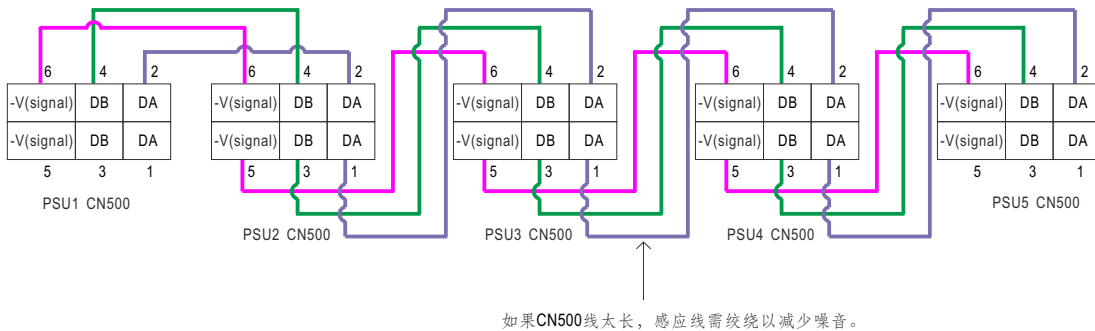 6 4 2 6 4 2 6 4 2 6 4 2 6 4 2
-V(signal) DB DA -V(signal) DB DA -V(signal) DB DA -V(signal) DB DA -V(signal) DB DA
-V(signal) DB DA -V(signal) DB DA -V(signal) DB DA -V(signal) DB DA -V(signal) DB DA
5 3 1 5 3 1 5 3 1 5 3 1 5 3 1
PSU1 CN500 PSU2 CN500 PSU3 CN500 PSU4 CN500 PSU5 CN500
如果CN500线太长，感应线需绞绕以减少噪音。